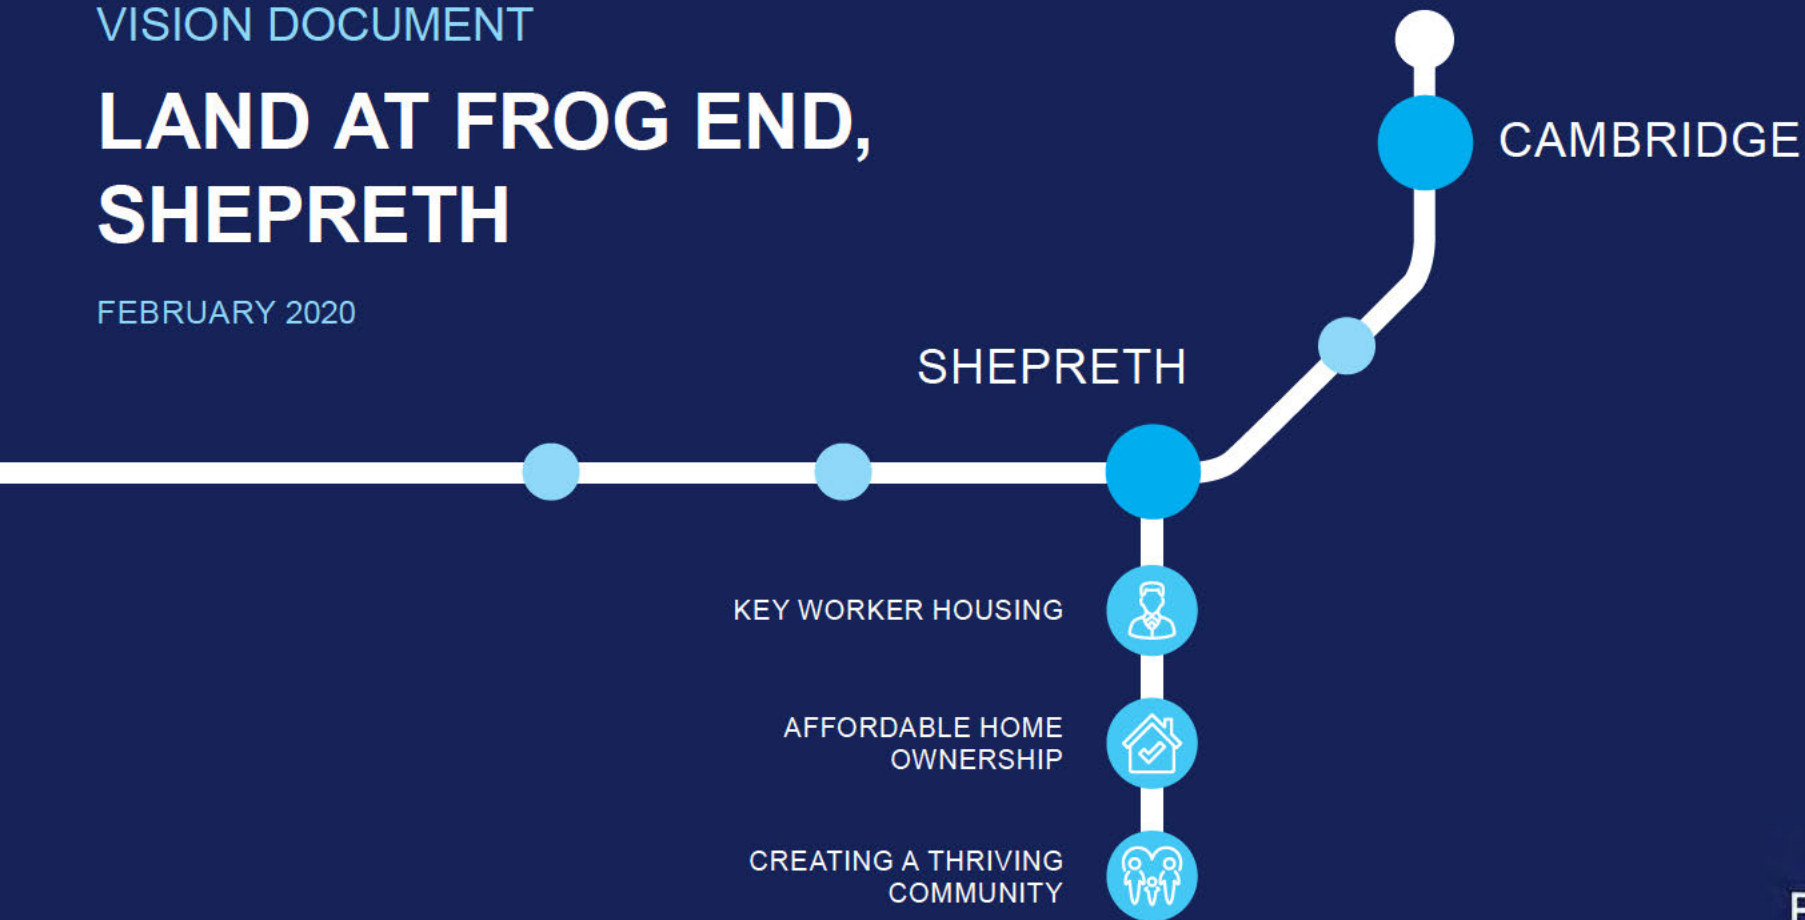 VISION DOCUMENT
LAND AT FROG END,
SHEPRETH
FEBRUARY 2020
CAMBRIDGE
SHEPRETH
KEY WORKER HOUSING
AFFORDABLE HOME
OWNERSHIP
CREATING A THRIVING
COMMUNITY